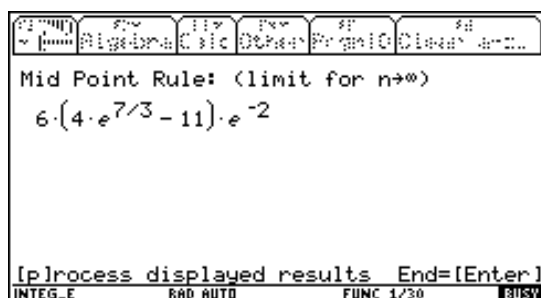 Algebra Calc Other PrgmIO Clean
Mid Point Rule: (limit for n→∞)
6·(4·e^7/3 − 11)·e^-2
[p]rocess displayed results End=[Enter]
INTEG_E RAD AUTO FUNC 1/30 BUSY